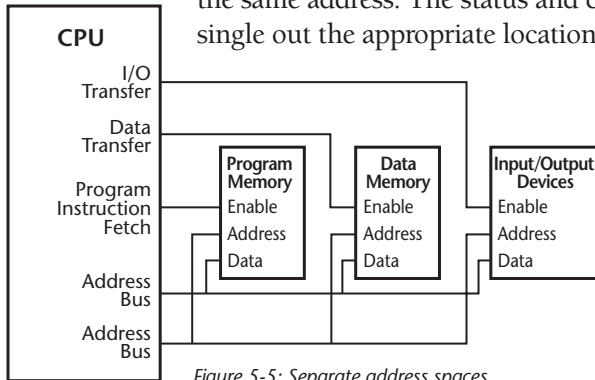 the same address. The status and c
single out the appropriate location
CPU
I/O
Transfer
Data
Transfer
Program
Instruction
Fetch
Address
Bus
Address
Bus
Program
Memory
Enable
Address
Data
Data
Memory
Enable
Address
Data
Input/Output
Devices
Enable
Address
Data
Figure 5-5: Separate address spaces